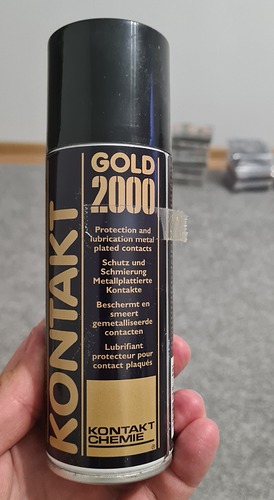 KONTAKT
GOLD
2000
Protection and
lubrication metal
plated contacts
Schutz und
Schmierung
Metallplattierte
Kontakte
Beschermt en
smeert
gemetalliseerde
contacten
Lubrifiant
protecteur pour
contact plaqués
KONTAKT
CHEMIE